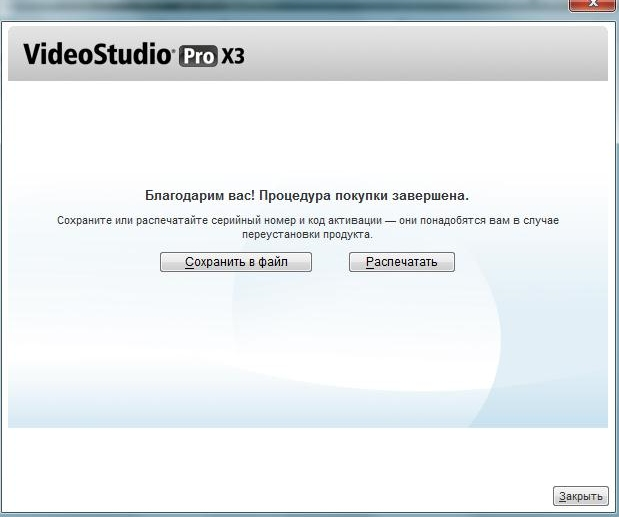 VideoStudio® Pro X3
Благодарим вас! Процедура покупки завершена.
Сохраните или распечатайте серийный номер и код активации — они понадобятся вам в случае
переустановки продукта.
Сохранить в файл
Распечатать
Закрыть